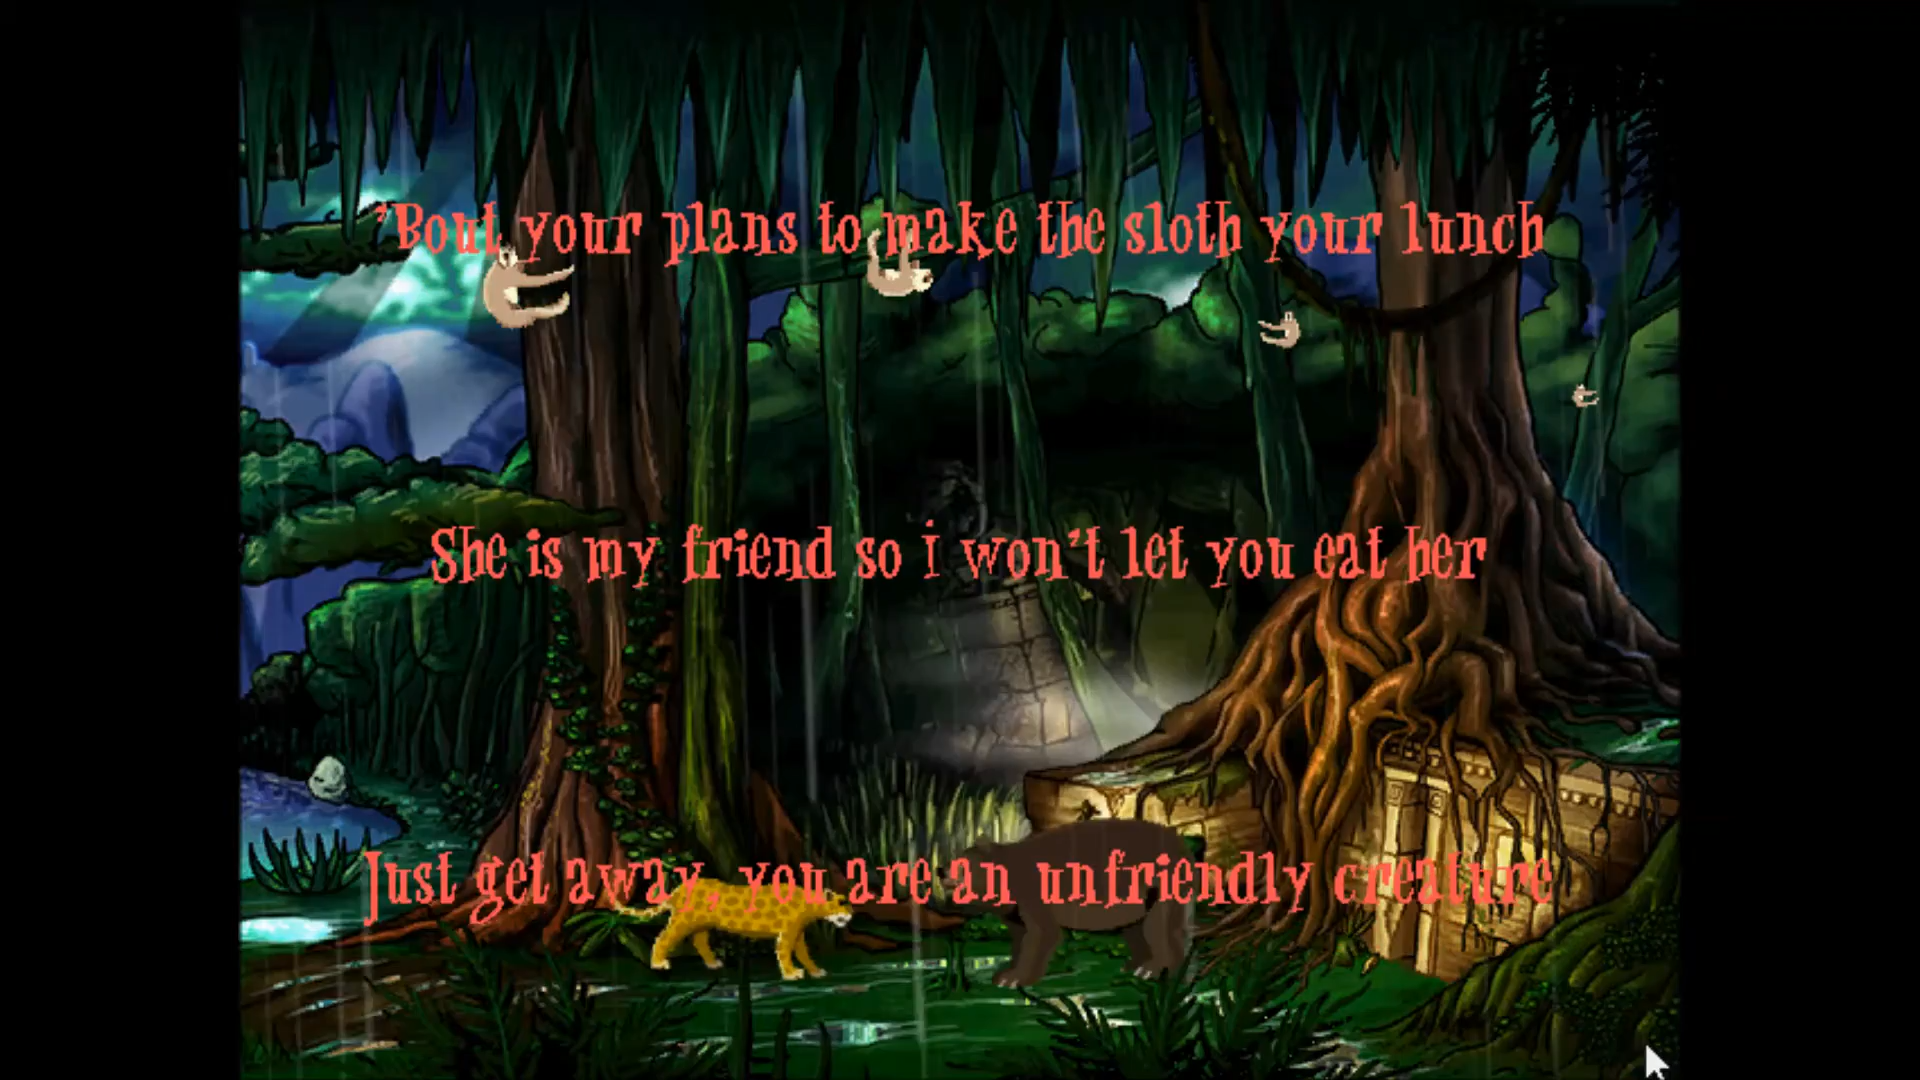 'Bout your plans to make the sloth your lunch
She is my friend so i won't let you eat her
Just get away, you are an unfriendly creature